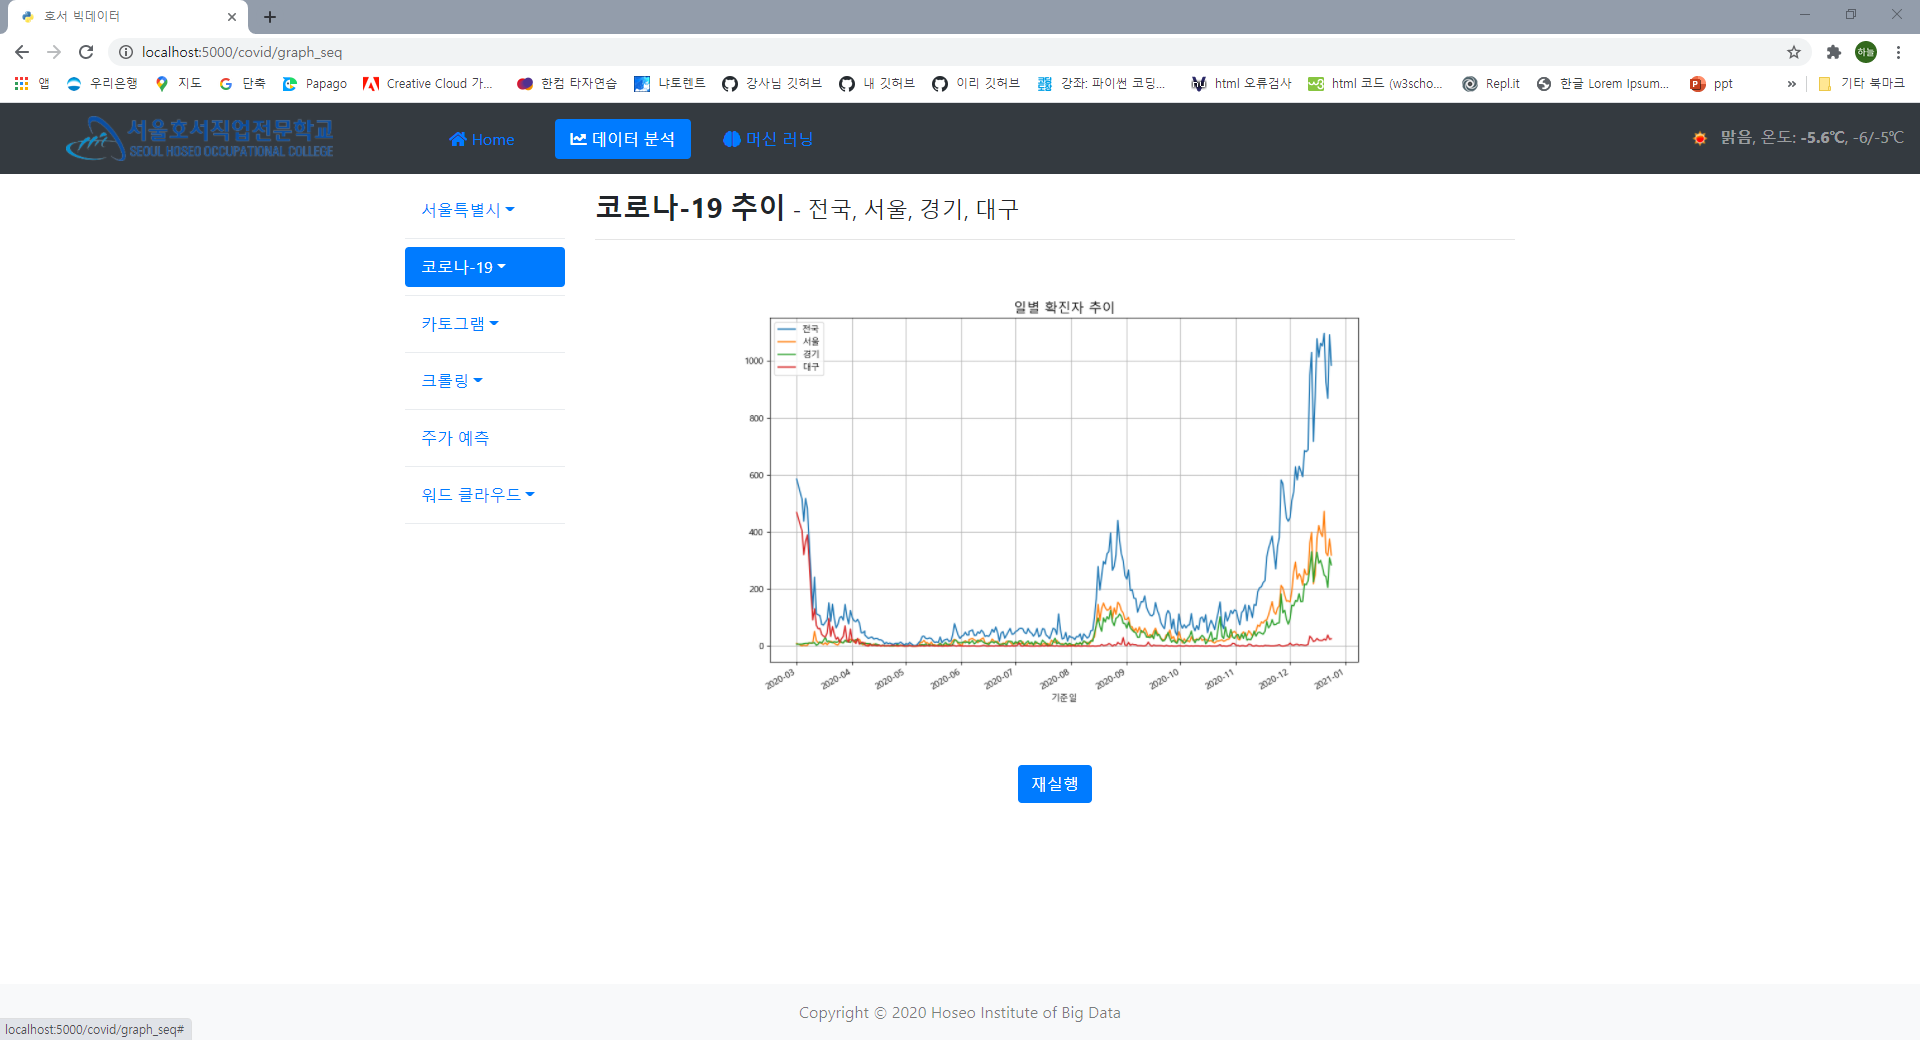 호서 빅데이터
localhost:5000/covid/graph_seq
하늘
앱 우리은행 지도 단축 Papago Creative Cloud 가... 한컴 타자연습 냐토렌트 강사님 깃허브 내 깃허브 이리 깃허브 강좌: 파이썬 코딩... html 오류검사 html 코드 (w3scho... Repl.it 한글 Lorem Ipsum... ppt » 기타 북마크
서울호서직업전문학교
SEOUL HOSEO OCCUPATIONAL COLLEGE
Home 데이터 분석 머신 러닝 맑음, 온도: -5.6℃, -6/-5℃
서울특별시
코로나-19
카토그램
크롤링
주가 예측
워드 클라우드
코로나-19 추이 - 전국, 서울, 경기, 대구
일별 확진자 추이
전국
서울
경기
대구
1000
800
600
400
200
0
2020-03 2020-04 2020-05 2020-06 2020-07 2020-08 2020-09 2020-10 2020-11 2020-12 2021-01
기준일
재실행
Copyright © 2020 Hoseo Institute of Big Data
localhost:5000/covid/graph_seq#